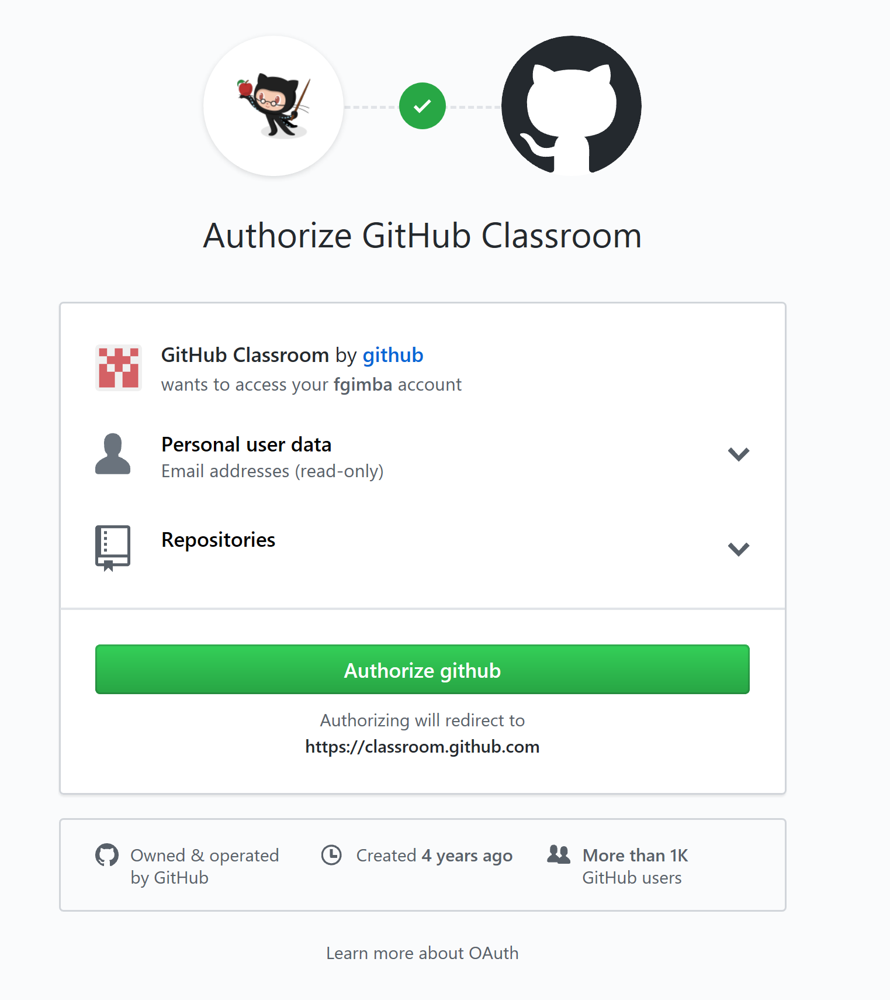 Authorize GitHub Classroom
GitHub Classroom by github
wants to access your fgimba account
Personal user data
Email addresses (read-only)
Repositories
Authorize github
Authorizing will redirect to
https://classroom.github.com
Owned & operated
by GitHub
Created 4 years ago
More than 1K
GitHub users
Learn more about OAuth